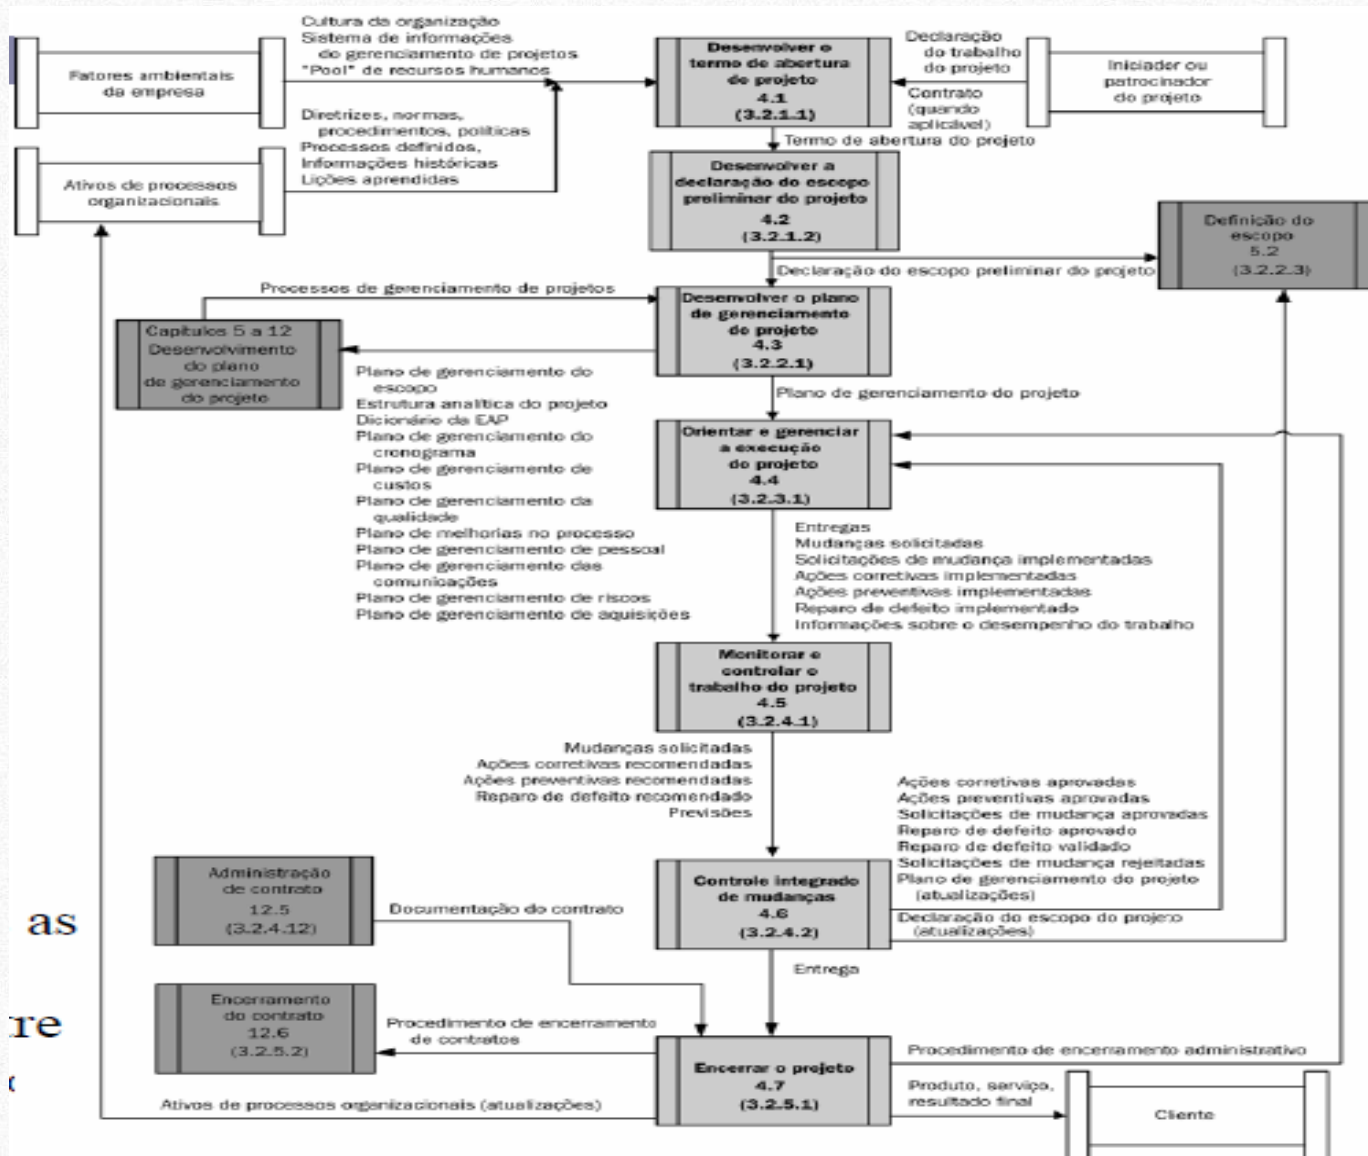 Fatores ambientais
da empresa
Cultura da organização
Sistema de informações
do gerenciamento de projetos
"Pool" de recursos humanos
Diretrizes, normas,
procedimentos, políticas
Processos definidos,
Informações históricas
Lições aprendidas
Ativos de processos
organizacionais
Desenvolver o
termo de abertura
do projeto
4.1
(3.2.1.1)
Declaração
do trabalho
do projeto
Contrato
(quando
aplicável)
Iniciador ou
patrocinador
do projeto
Termo de abertura do projeto
Desenvolver a
declaração do escopo
preliminar do projeto
4.2
(3.2.1.2)
Definição do
escopo
5.2
(3.2.2.3)
Declaração do escopo preliminar do projeto
Processos de gerenciamento de projetos
Desenvolver o plano
de gerenciamento
do projeto
4.3
(3.2.2.1)
Capítulos 5 a 12
Desenvolvimento
do plano
de gerenciamento
do projeto
Plano de gerenciamento do
escopo
Estrutura analítica do projeto
Dicionário da EAP
Plano de gerenciamento do
cronograma
Plano de gerenciamento de
custos
Plano de gerenciamento da
qualidade
Plano de melhorias no processo
Plano de gerenciamento de pessoal
Plano de gerenciamento das
comunicações
Plano de gerenciamento de riscos
Plano de gerenciamento de aquisições
Plano de gerenciamento do projeto
Orientar e gerenciar
a execução
do projeto
4.4
(3.2.3.1)
Entregas
Mudanças solicitadas
Solicitações de mudança implementadas
Ações corretivas implementadas
Ações preventivas implementadas
Reparo de defeito implementado
Informações sobre o desempenho do trabalho
Monitorar e
controlar o
trabalho do projeto
4.5
(3.2.4.1)
Mudanças solicitadas
Ações corretivas recomendadas
Ações preventivas recomendadas
Reparo de defeito recomendado
Previsões
Ações corretivas aprovadas
Ações preventivas aprovadas
Solicitações de mudança aprovadas
Reparo de defeito aprovado
Reparo de defeito validado
Solicitações de mudança rejeitadas
Plano de gerenciamento do projeto
(atualizações)
Declaração do escopo do projeto
(atualizações)
Controle integrado
de mudanças
4.6
(3.2.4.2)
Administração
de contrato
12.5
(3.2.4.12)
Documentação do contrato
as
Entrega
Encerramento
do contrato
12.6
(3.2.5.2)
re
Procedimento de encerramento
de contratos
Encerrar o projeto
4.7
(3.2.5.1)
Procedimento de encerramento administrativo
Produto, serviço,
resultado final
Cliente
Ativos de processos organizacionais (atualizações)